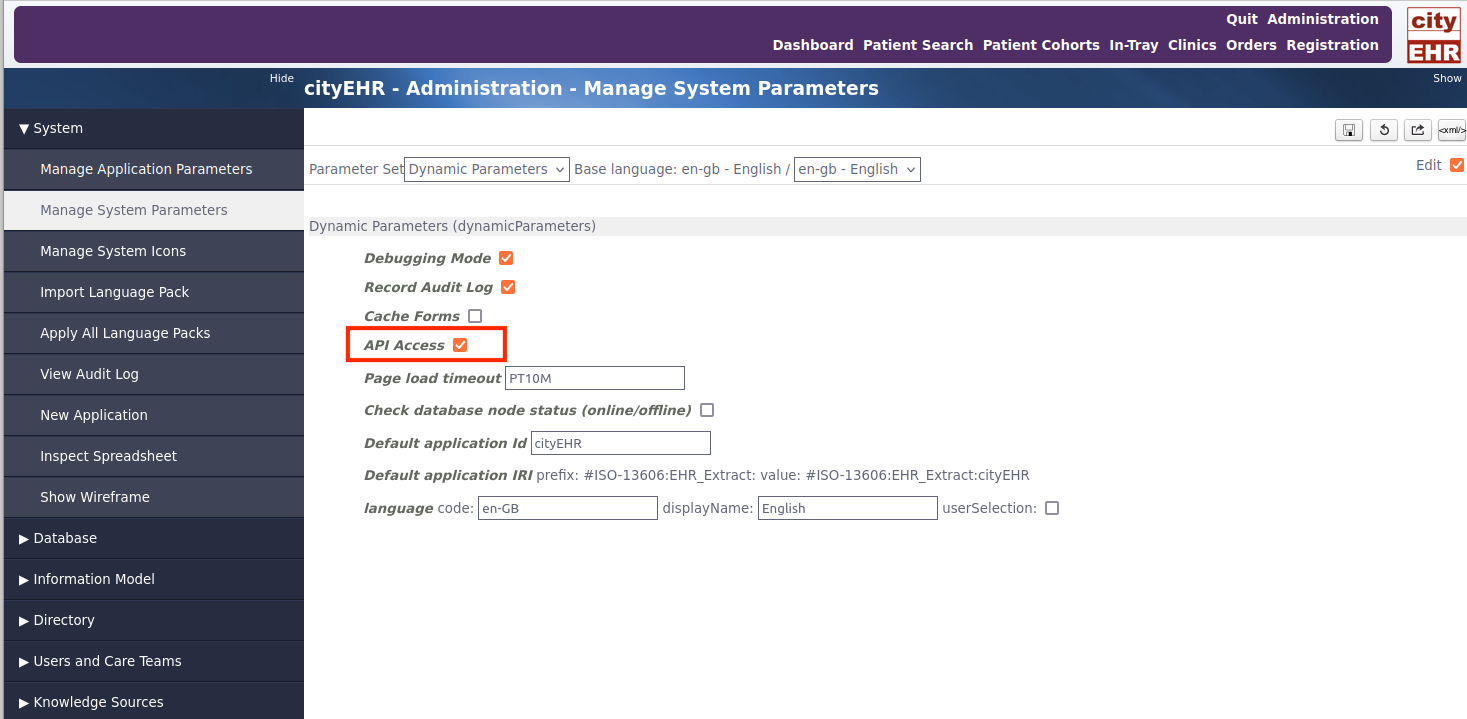 Quit Administration
Dashboard Patient Search Patient Cohorts In-Tray Clinics Orders Registration
city
EHR
Hide
cityEHR - Administration - Manage System Parameters
Show
▼ System
Manage Application Parameters
Manage System Parameters
Manage System Icons
Import Language Pack
Apply All Language Packs
View Audit Log
New Application
Inspect Spreadsheet
Show Wireframe
▶ Database
▶ Information Model
▶ Directory
▶ Users and Care Teams
▶ Knowledge Sources
<xml/>
Parameter Set Dynamic Parameters Base language: en-gb - English / en-gb - English
Edit
Dynamic Parameters (dynamicParameters)
Debugging Mode
Record Audit Log
Cache Forms
API Access
Page load timeout PT10M
Check database node status (online/offline)
Default application Id cityEHR
Default application IRI prefix: #ISO-13606:EHR_Extract: value: #ISO-13606:EHR_Extract:cityEHR
language code: en-GB displayName: English userSelection: